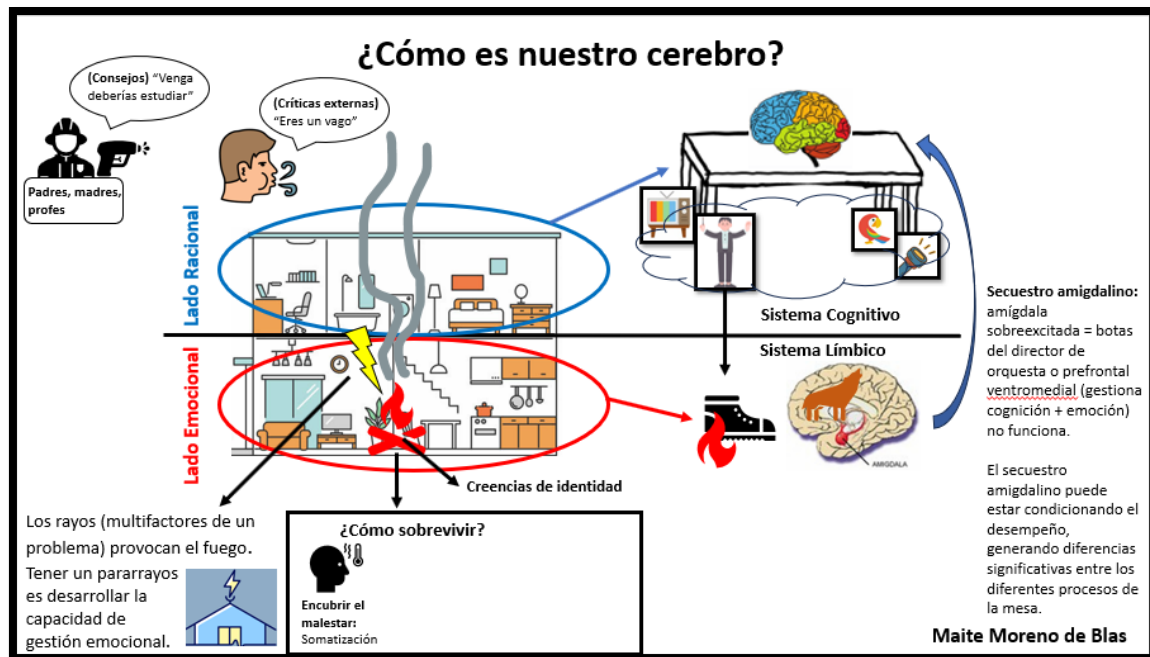 ¿Cómo es nuestro cerebro?
(Consejos) “Venga
deberías estudiar”
(Críticas externas)
“Eres un vago”
Padres, madres,
profes
Lado Racional
Lado Emocional
Sistema Cognitivo
Sistema Límbico
AMIGDALA
Secuestro amigdalino:
amígdala
sobreexcitada = botas
del director de
orquesta o prefrontal
ventromedial (gestiona
cognición + emoción)
no funciona.
El secuestro
amigdalino puede
estar condicionando el
desempeño,
generando diferencias
significativas entre los
diferentes procesos de
la mesa.
Creencias de identidad
Los rayos (multifactores de un
problema) provocan el fuego.
Tener un pararrayos
es desarrollar la
capacidad de
gestión emocional.
¿Cómo sobrevivir?
Encubrir el
malestar:
Somatización
Maite Moreno de Blas